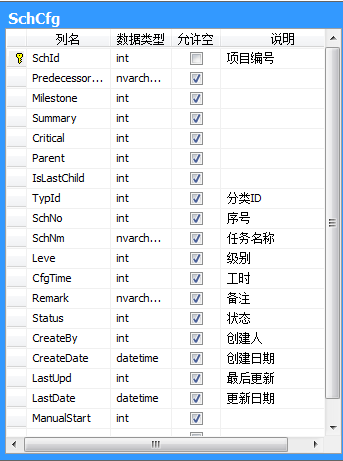 SchCfg
列名 数据类型 允许空 说明
SchId int 项目编号
Predecessor... nvarch...
Milestone int
Summary int
Critical int
Parent int
IsLastChild int
TypId int 分类ID
SchNo int 序号
SchNm nvarch... 任务名称
Leve int 级别
CfgTime int 工时
Remark nvarch... 备注
Status int 状态
CreateBy int 创建人
CreateDate datetime 创建日期
LastUpd int 最后更新
LastDate datetime 更新日期
ManualStart int